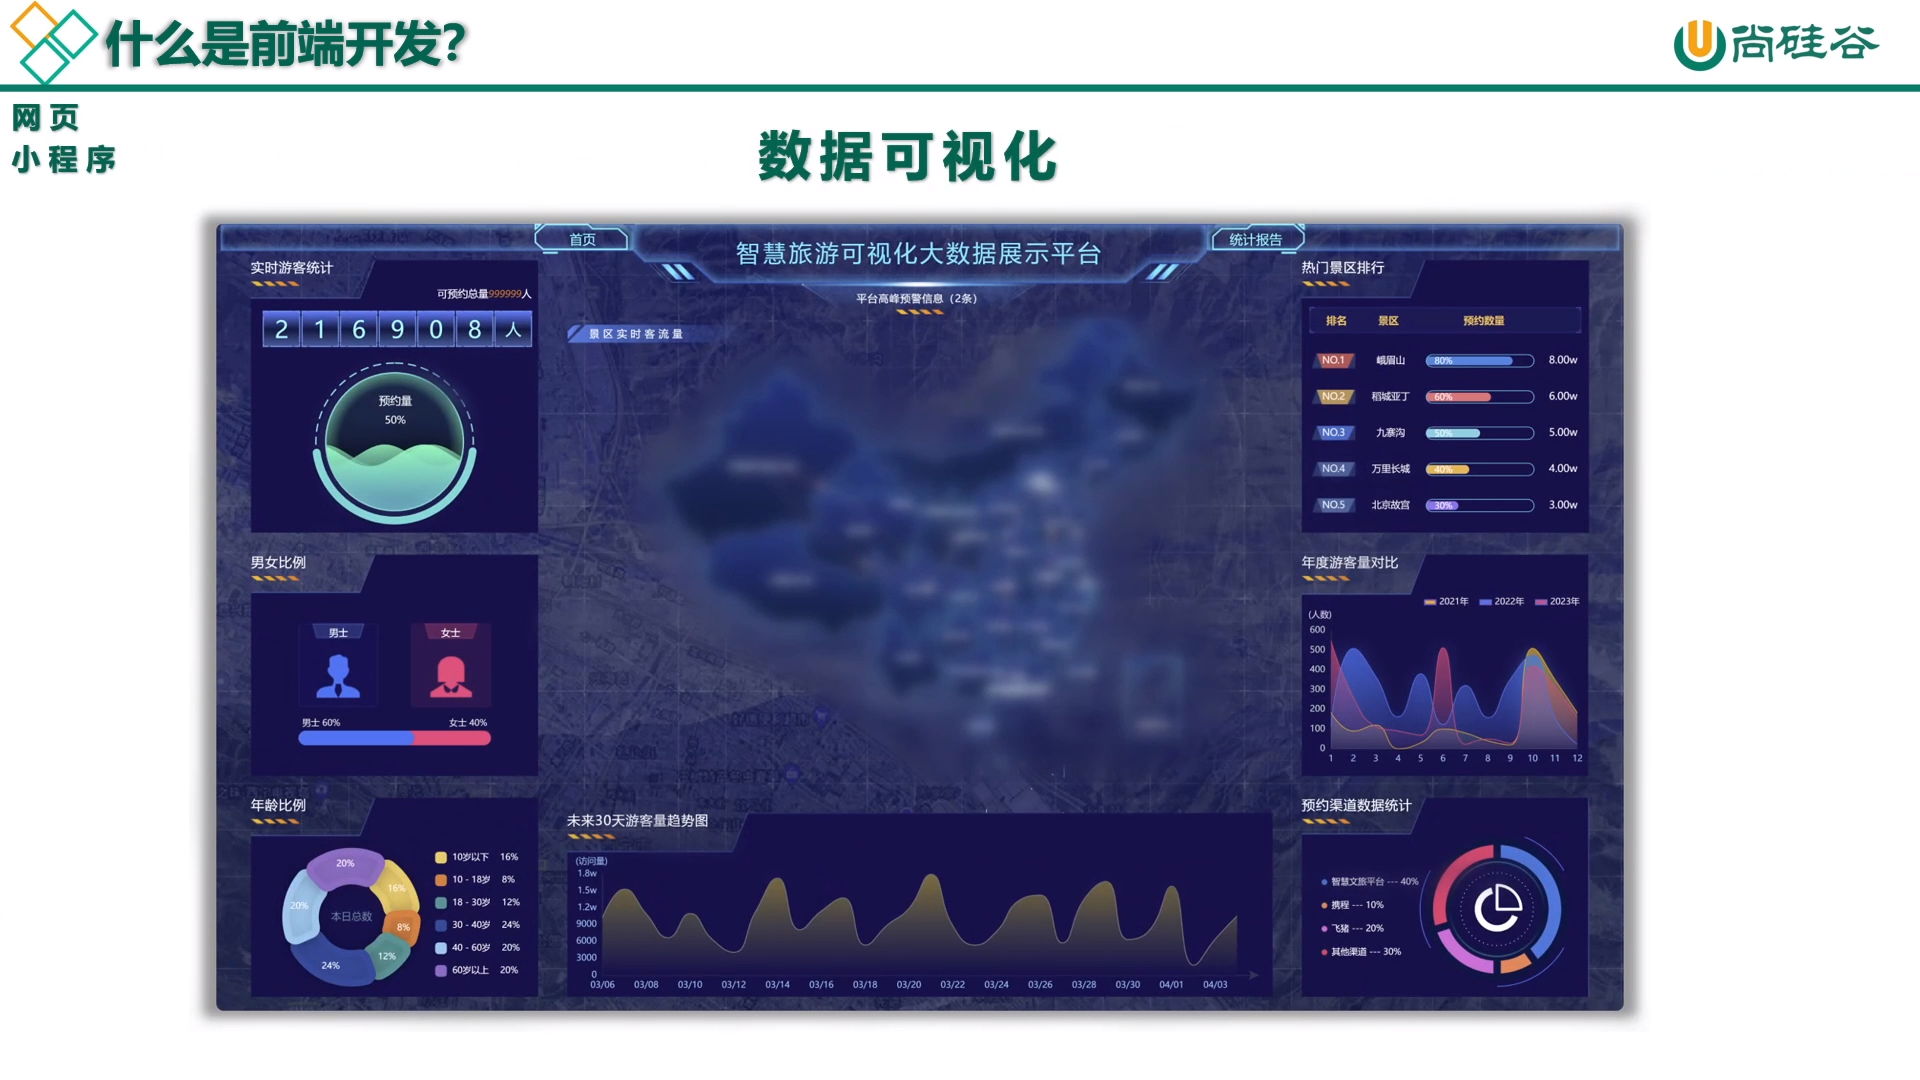 什么是前端开发?
尚硅谷
网页
小程序
数据可视化
首页
智慧旅游可视化大数据展示平台
统计报告
平台高峰预警信息（2条）
景区实时客流量
实时游客统计
可预约总量999999人
2 1 6 9 0 8 人
预约量
50%
男女比例
男士 女士
男士 60% 女士 40%
年龄比例
本日总数
20%
16%
8%
12%
24%
20%
10岁以下 16%
10 - 18岁 8%
18 - 30岁 12%
30 - 40岁 24%
40 - 60岁 20%
60岁以上 20%
未来30天游客量趋势图
(访问量)
1.8w
1.5w
1.2w
9000
6000
3000
0
03/06 03/08 03/10 03/12 03/14 03/16 03/18 03/20 03/22 03/24 03/26 03/28 03/30 04/01 04/03
热门景区排行
排名 景区 预约数量
NO.1 峨眉山 80% 8.00w
NO.2 稻城亚丁 60% 6.00w
NO.3 九寨沟 50% 5.00w
NO.4 万里长城 40% 4.00w
NO.5 北京故宫 30% 3.00w
年度游客量对比
2021年 2022年 2023年
(人数)
600
500
400
300
200
100
0
1 2 3 4 5 6 7 8 9 10 11 12
预约渠道数据统计
智慧文旅平台 --- 40%
携程 --- 10%
飞猪 --- 20%
其他渠道 --- 30%